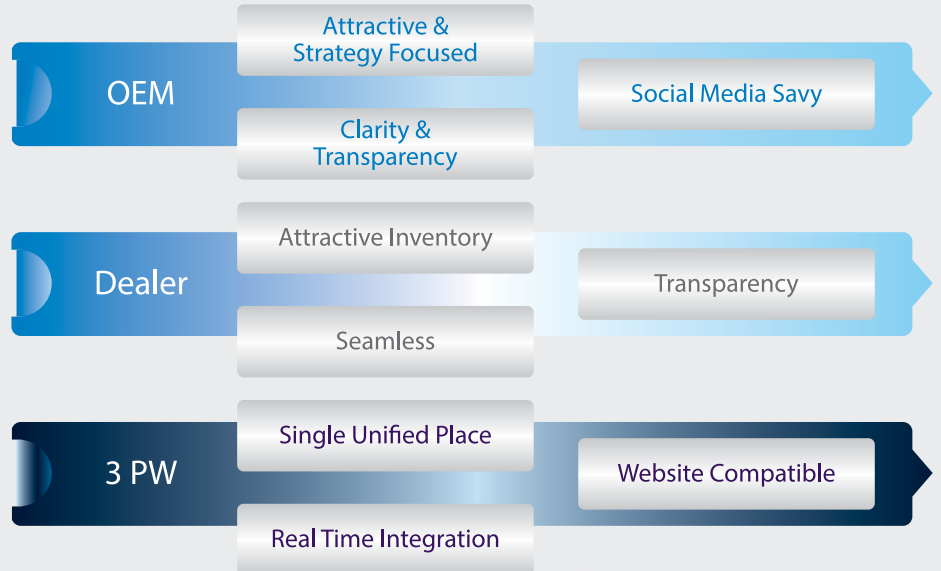 Attractive &
Strategy Focused
OEM
Social Media Savy
Clarity &
Transparency
Attractive Inventory
Dealer
Transparency
Seamless
Single Unified Place
3 PW
Website Compatible
Real Time Integration